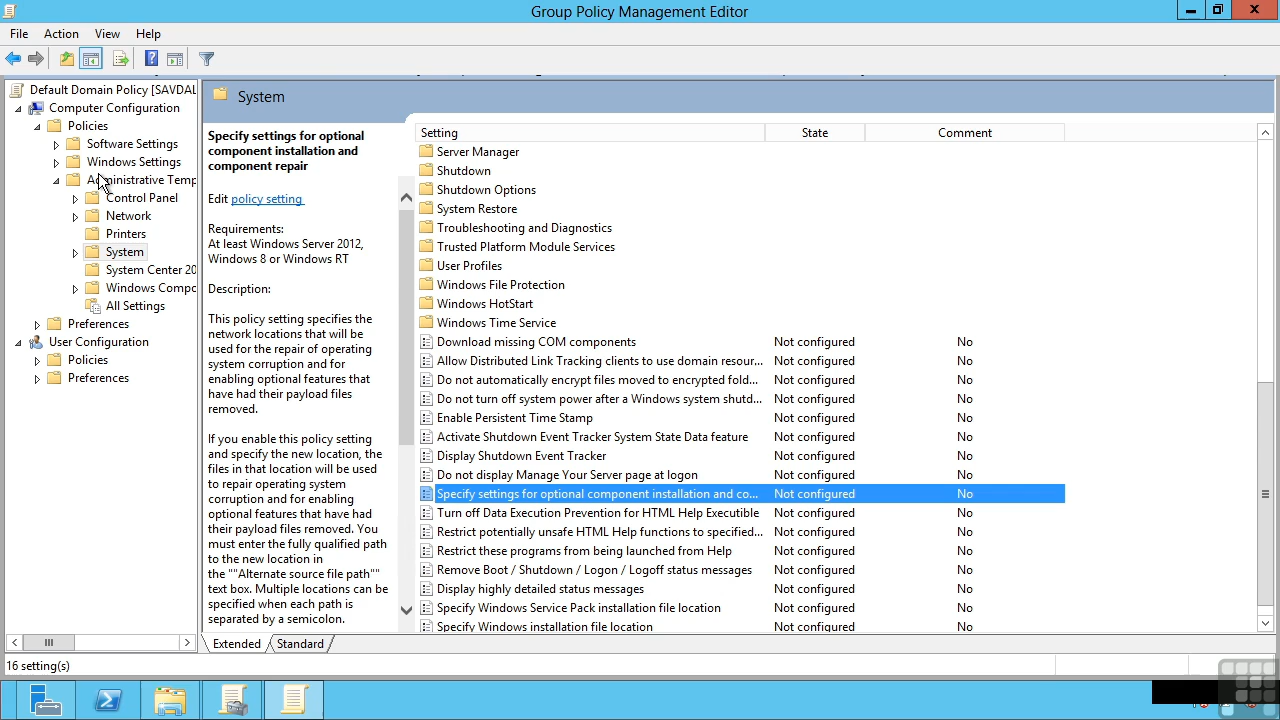 Group Policy Management Editor
File Action View Help
Default Domain Policy [SAVDAL
Computer Configuration
Policies
Software Settings
Windows Settings
Administrative Temp
Control Panel
Network
Printers
System
System Center 20
Windows Compo
All Settings
Preferences
User Configuration
Policies
Preferences
System
Specify settings for optional
component installation and
component repair
Edit policy setting
Requirements:
At least Windows Server 2012,
Windows 8 or Windows RT
Description:
This policy setting specifies the
network locations that will be
used for the repair of operating
system corruption and for
enabling optional features that
have had their payload files
removed.
If you enable this policy setting
and specify the new location, the
files in that location will be used
to repair operating system
corruption and for enabling
optional features that have had
their payload files removed. You
must enter the fully qualified path
to the new location in
the ""Alternate source file path""
text box. Multiple locations can be
specified when each path is
separated by a semicolon.
Setting State Comment
Server Manager
Shutdown
Shutdown Options
System Restore
Troubleshooting and Diagnostics
Trusted Platform Module Services
User Profiles
Windows File Protection
Windows HotStart
Windows Time Service
Download missing COM components Not configured No
Allow Distributed Link Tracking clients to use domain resour... Not configured No
Do not automatically encrypt files moved to encrypted fold... Not configured No
Do not turn off system power after a Windows system shutd... Not configured No
Enable Persistent Time Stamp Not configured No
Activate Shutdown Event Tracker System State Data feature Not configured No
Display Shutdown Event Tracker Not configured No
Do not display Manage Your Server page at logon Not configured No
Specify settings for optional component installation and co... Not configured No
Turn off Data Execution Prevention for HTML Help Executible Not configured No
Restrict potentially unsafe HTML Help functions to specified... Not configured No
Restrict these programs from being launched from Help Not configured No
Remove Boot / Shutdown / Logon / Logoff status messages Not configured No
Display highly detailed status messages Not configured No
Specify Windows Service Pack installation file location Not configured No
Specify Windows installation file location Not configured No
Extended Standard
16 setting(s)